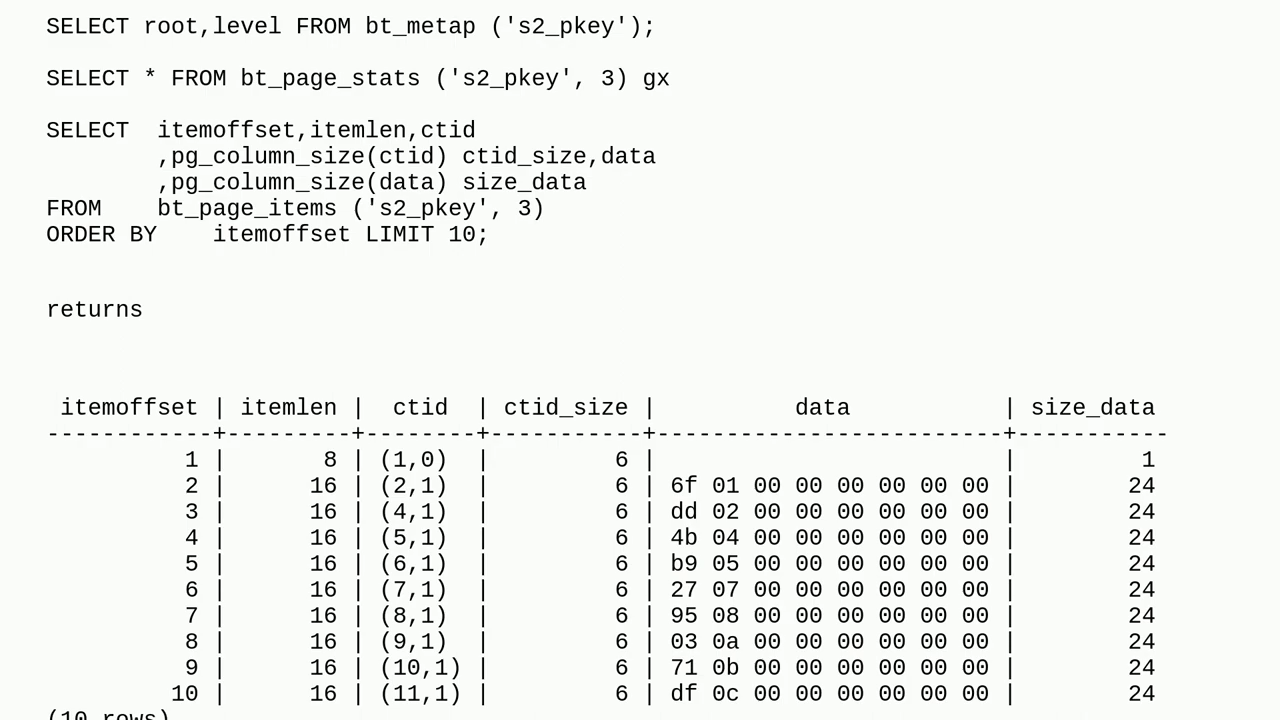 SELECT root,level FROM bt_metap ('s2_pkey');
SELECT * FROM bt_page_stats ('s2_pkey', 3) gx
SELECT  itemoffset,itemlen,ctid
        ,pg_column_size(ctid) ctid_size,data
        ,pg_column_size(data) size_data
FROM    bt_page_items ('s2_pkey', 3)
ORDER BY    itemoffset LIMIT 10;
returns
 itemoffset | itemlen |  ctid  | ctid_size |          data           | size_data
------------+---------+--------+-----------+-------------------------+-----------
          1 |       8 | (1,0)  |         6 |                         |         1
          2 |      16 | (2,1)  |         6 | 6f 01 00 00 00 00 00 00 |        24
          3 |      16 | (4,1)  |         6 | dd 02 00 00 00 00 00 00 |        24
          4 |      16 | (5,1)  |         6 | 4b 04 00 00 00 00 00 00 |        24
          5 |      16 | (6,1)  |         6 | b9 05 00 00 00 00 00 00 |        24
          6 |      16 | (7,1)  |         6 | 27 07 00 00 00 00 00 00 |        24
          7 |      16 | (8,1)  |         6 | 95 08 00 00 00 00 00 00 |        24
          8 |      16 | (9,1)  |         6 | 03 0a 00 00 00 00 00 00 |        24
          9 |      16 | (10,1) |         6 | 71 0b 00 00 00 00 00 00 |        24
         10 |      16 | (11,1) |         6 | df 0c 00 00 00 00 00 00 |        24
(10 rows)